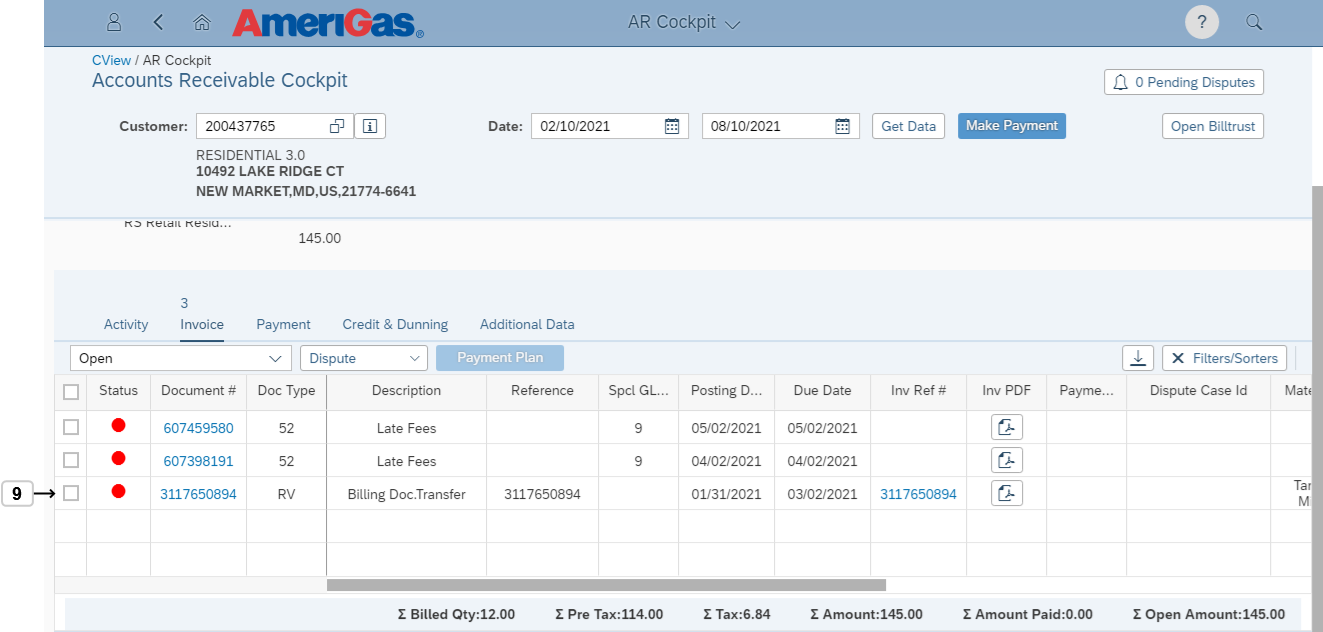 AmeriGas®
AR Cockpit
?
CView / AR Cockpit
Accounts Receivable Cockpit
0 Pending Disputes
Customer: 200437765 Date: 02/10/2021 08/10/2021 Get Data Make Payment Open Billtrust
RESIDENTIAL 3.0
10492 LAKE RIDGE CT
NEW MARKET,MD,US,21774-6641
RS Retail Resid...
145.00
3
Activity Invoice Payment Credit & Dunning Additional Data
Open Dispute Payment Plan Filters/Sorters
Status Document # Doc Type Description Reference Spcl GL... Posting D... Due Date Inv Ref # Inv PDF Payme... Dispute Case Id Mate
607459580 52 Late Fees 9 05/02/2021 05/02/2021
607398191 52 Late Fees 9 04/02/2021 04/02/2021
9 3117650894 RV Billing Doc.Transfer 3117650894 01/31/2021 03/02/2021 3117650894 Tar
M
Σ Billed Qty:12.00 Σ Pre Tax:114.00 Σ Tax:6.84 Σ Amount:145.00 Σ Amount Paid:0.00 Σ Open Amount:145.00